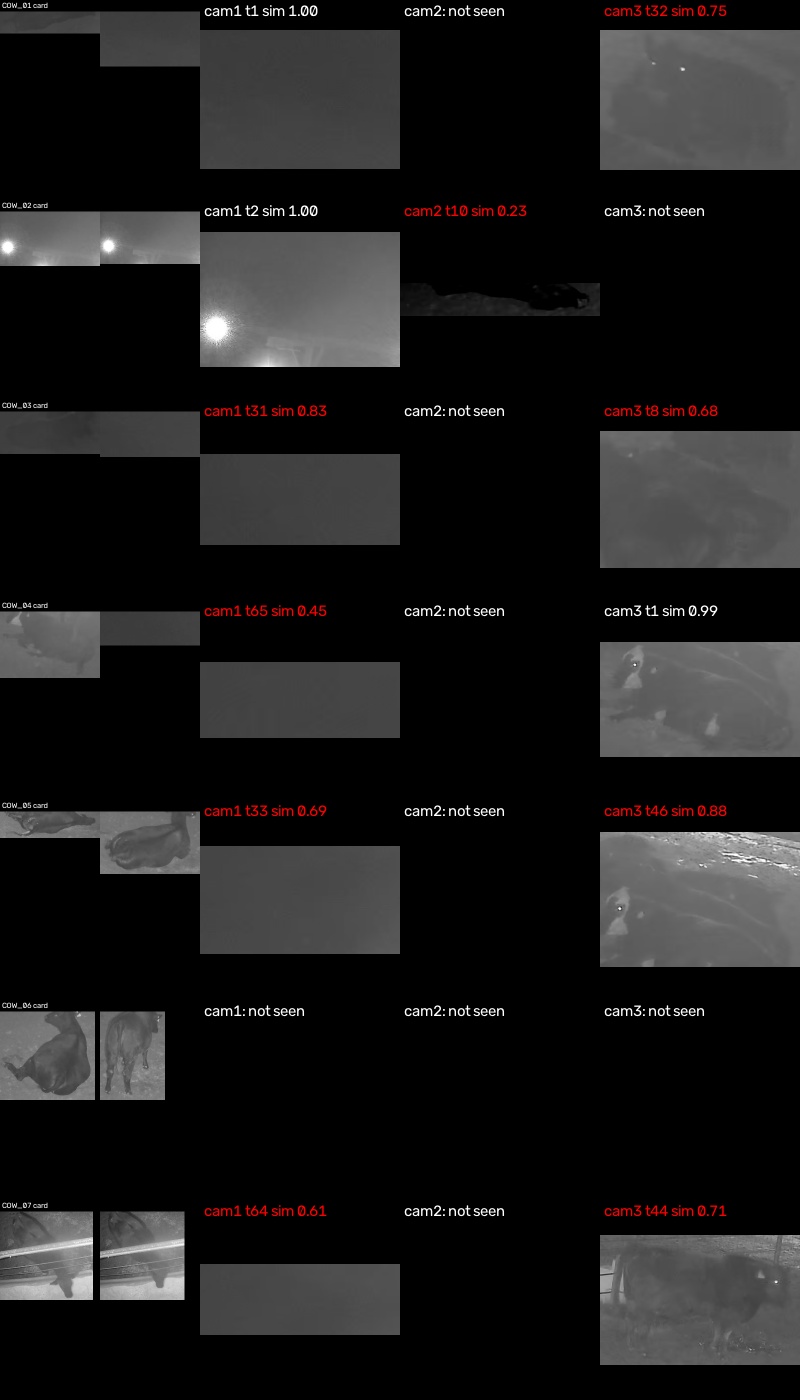 COW_01 card
cam1 t1 sim 1.00
cam2: not seen
cam3 t32 sim 0.75
COW_02 card
cam1 t2 sim 1.00
cam2 t10 sim 0.23
cam3: not seen
COW_03 card
cam1 t31 sim 0.83
cam2: not seen
cam3 t8 sim 0.68
COW_04 card
cam1 t65 sim 0.45
cam2: not seen
cam3 t1 sim 0.99
COW_05 card
cam1 t33 sim 0.69
cam2: not seen
cam3 t46 sim 0.88
COW_06 card
cam1: not seen
cam2: not seen
cam3: not seen
COW_07 card
cam1 t64 sim 0.61
cam2: not seen
cam3 t44 sim 0.71